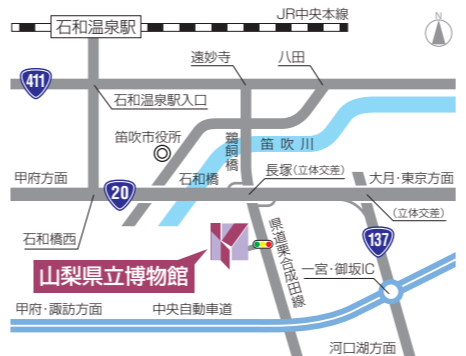 JR中央本線
石和温泉駅
N
遠妙寺
八田
411
石和温泉駅入口
笛吹市役所
鵜飼橋
笛吹川
甲府方面
20
石和橋
長塚(立体交差)
大月・東京方面
(立体交差)
石和橋西
県道栗合成田線
137
山梨県立博物館
一宮・御坂IC
甲府・諏訪方面
中央自動車道
河口湖方面